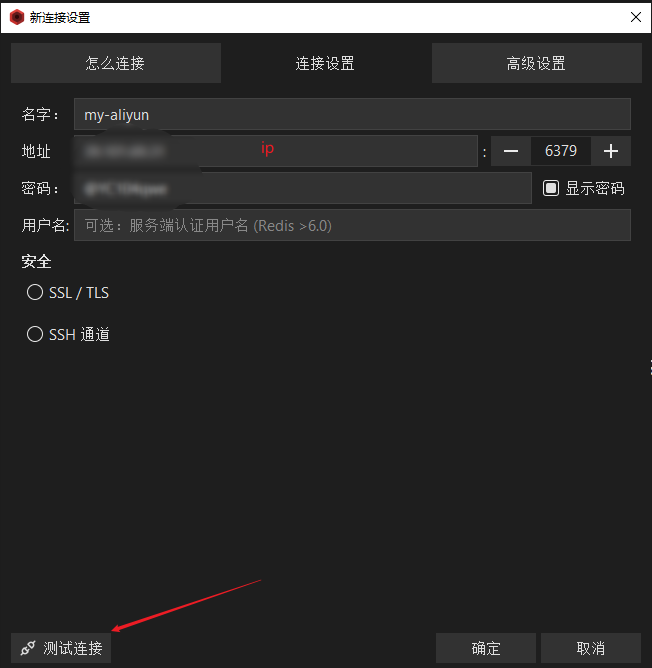 新连接设置
怎么连接 连接设置 高级设置
名字： my-aliyun
地址 ip : 6379
密码： 显示密码
用户名: 可选：服务端认证用户名 (Redis >6.0)
安全
SSL / TLS
SSH 通道
测试连接 确定 取消